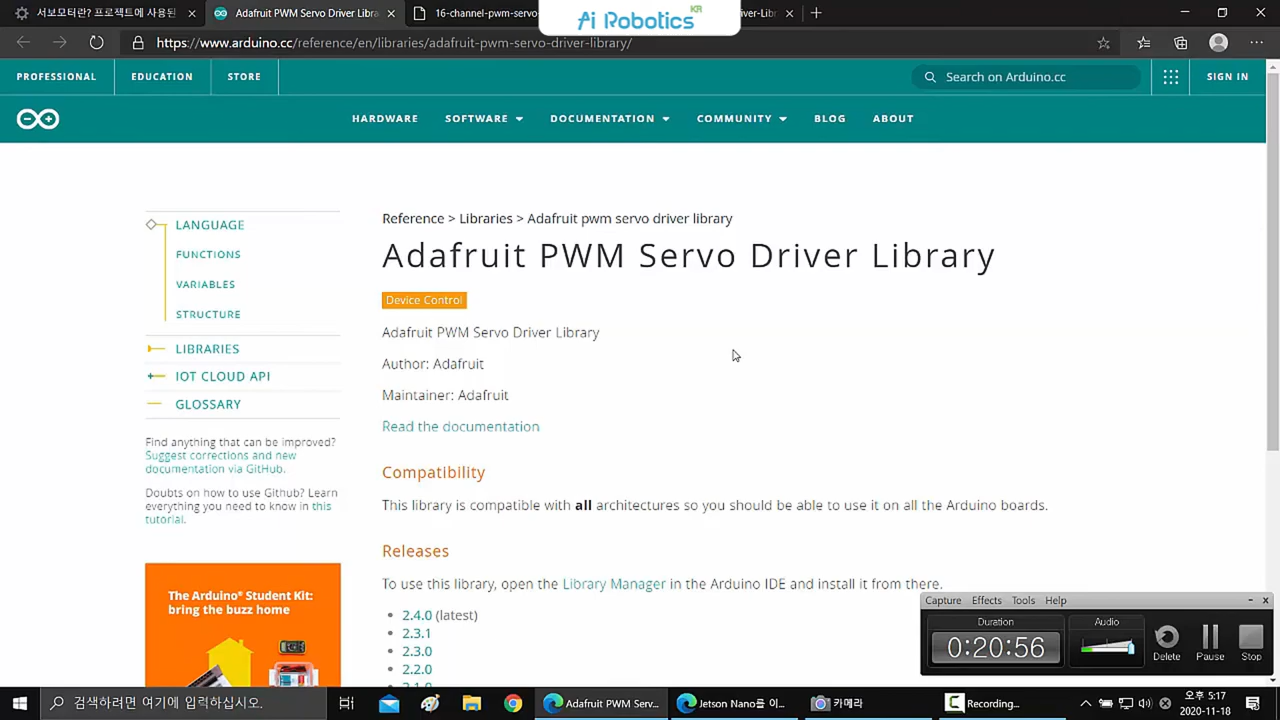 서보모터란? 프로젝트에 사용된
Adafruit PWM Servo Driver Libra
16-channel-pwm-servo
iver-Libr
Ai Robotics KR
https://www.arduino.cc/reference/en/libraries/adafruit-pwm-servo-driver-library/
PROFESSIONAL
EDUCATION
STORE
Search on Arduino.cc
SIGN IN
HARDWARE
SOFTWARE
DOCUMENTATION
COMMUNITY
BLOG
ABOUT
LANGUAGE
FUNCTIONS
VARIABLES
STRUCTURE
LIBRARIES
IOT CLOUD API
GLOSSARY
Find anything that can be improved?
Suggest corrections and new
documentation via GitHub.
Doubts on how to use Github? Learn
everything you need to know in this
tutorial.
The Arduino® Student Kit:
bring the buzz home
Reference > Libraries > Adafruit pwm servo driver library
Adafruit PWM Servo Driver Library
Device Control
Adafruit PWM Servo Driver Library
Author: Adafruit
Maintainer: Adafruit
Read the documentation
Compatibility
This library is compatible with all architectures so you should be able to use it on all the Arduino boards.
Releases
To use this library, open the Library Manager in the Arduino IDE and install it from there.
2.4.0 (latest)
2.3.1
2.3.0
2.2.0
Capture Effects Tools Help
Duration
0:20:56
Audio
Delete
Pause
Stop
검색하려면 여기에 입력하십시오.
Adafruit PWM Serv...
Jetson Nano를 이...
카메라
Recording...
오후 5:17
2020-11-18